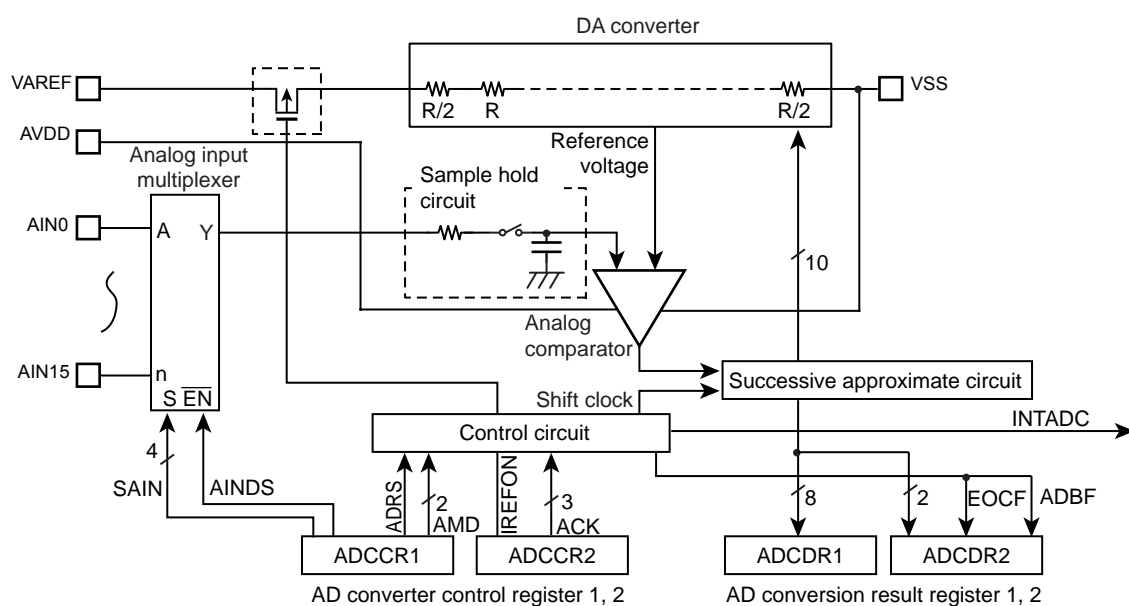 DA converter
VAREF
R/2
R
R/2
VSS
AVDD
Analog input
multiplexer
Reference
voltage
Sample hold
circuit
AIN0
A
Y
10
Analog
comparator
AIN15
n
S EN
Successive approximate circuit
Shift clock
Control circuit
INTADC
4
SAIN
AINDS
ADRS
2
AMD
IREFON
3
ACK
8
2
EOCF
ADBF
ADCCR1
ADCCR2
ADCDR1
ADCDR2
AD converter control register 1, 2
AD conversion result register 1, 2